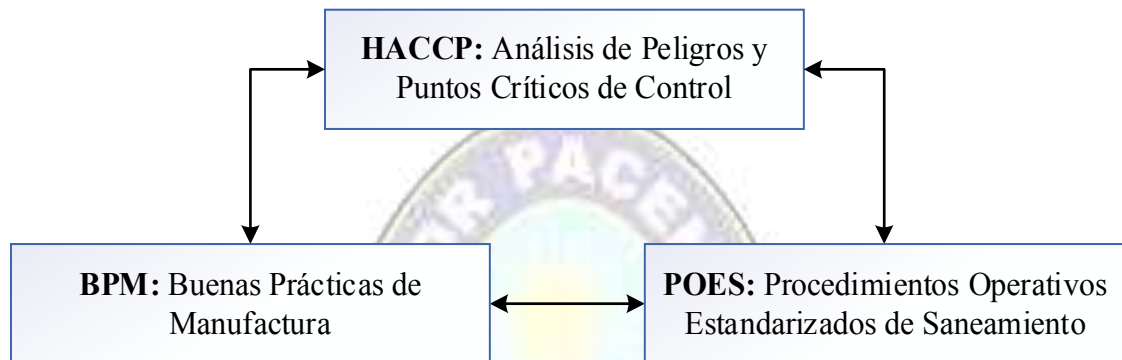 HACCP: Análisis de Peligros y
Puntos Críticos de Control
BPM: Buenas Prácticas de
Manufactura
POES: Procedimientos Operativos
Estandarizados de Saneamiento